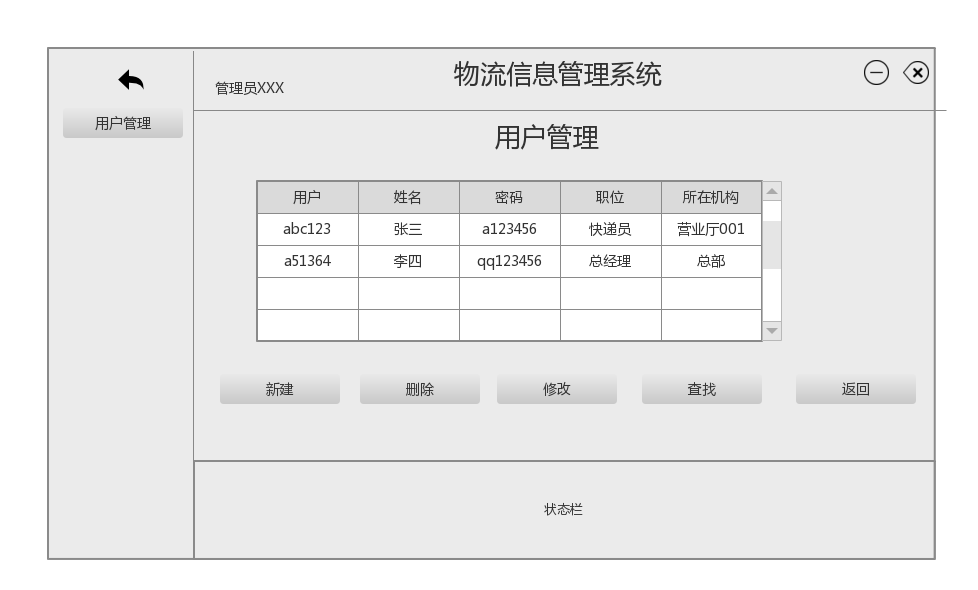 物流信息管理系统
管理员XXX
用户管理
用户管理
用户 姓名 密码 职位 所在机构
abc123 张三 a123456 快递员 营业厅001
a51364 李四 qq123456 总经理 总部
新建 删除 修改 查找 返回
状态栏